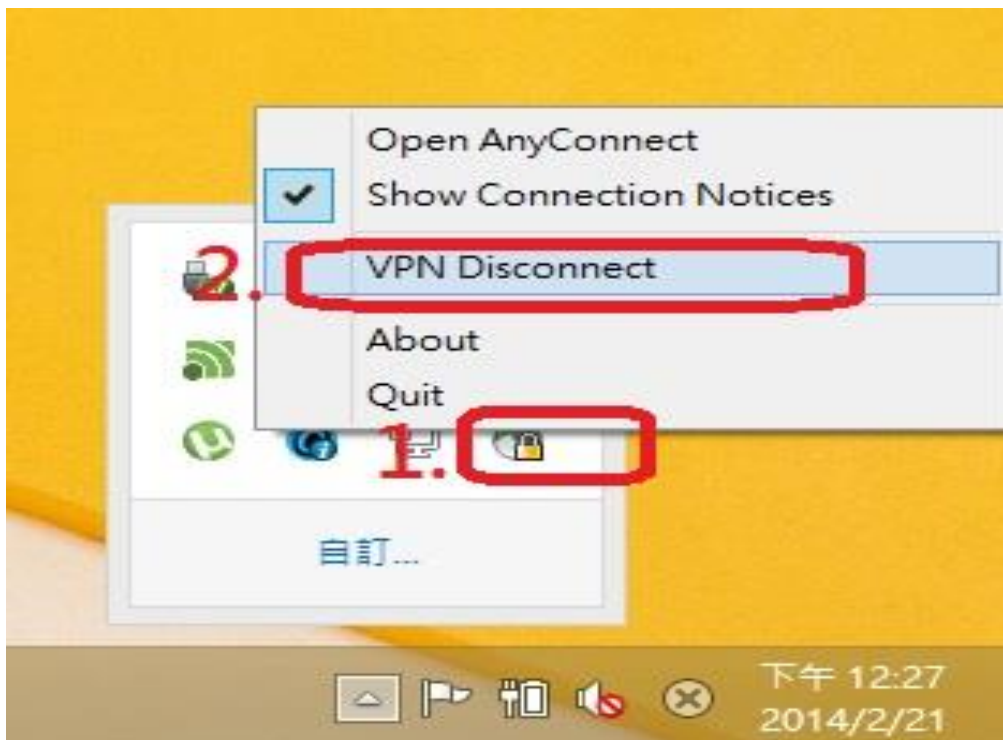 Open AnyConnect
Show Connection Notices
2.
VPN Disconnect
About
Quit
1.
自訂...
下午 12:27
2014/2/21